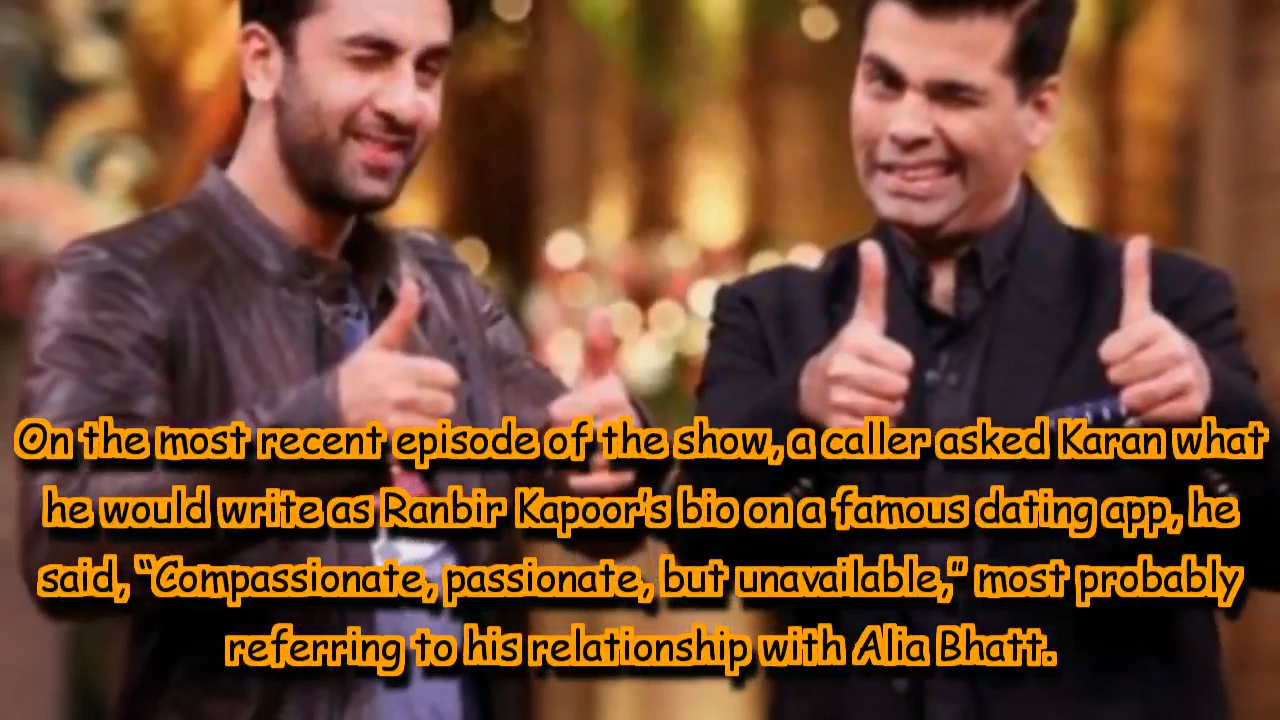 On the most recent episode of the show, a caller asked Karan what
he would write as Ranbir Kapoor's bio on a famous dating app, he
said, “Compassionate, passionate, but unavailable,” most probably
referring to his relationship with Alia Bhatt.